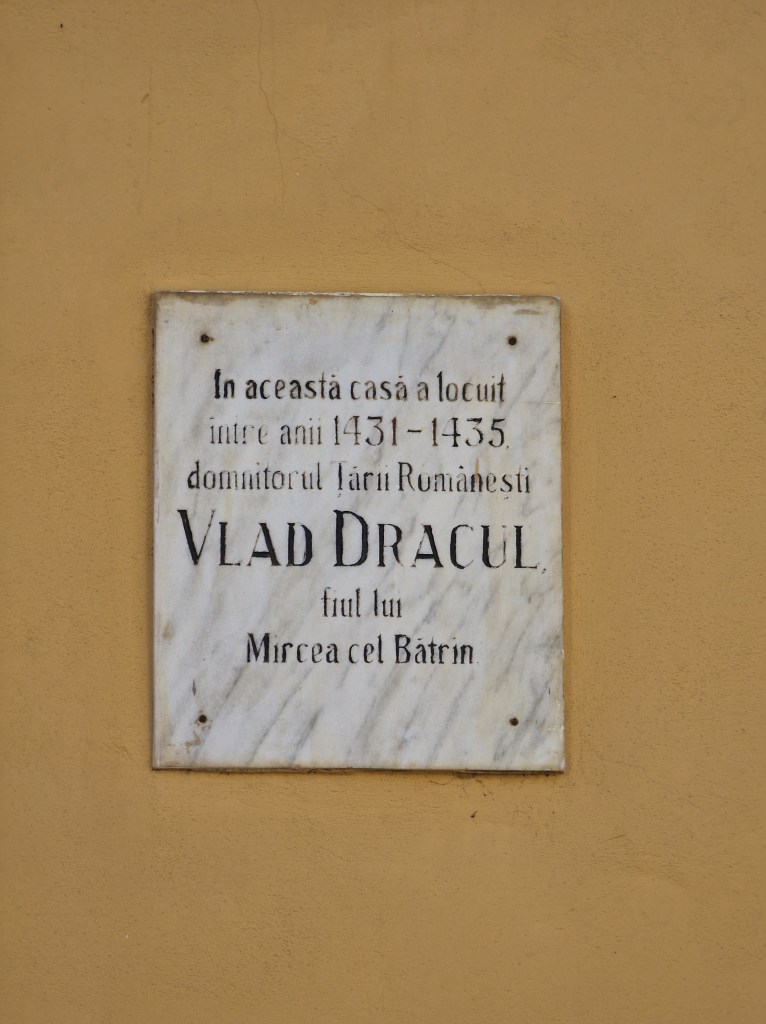 In această casă a locuit
între anii 1431-1435,
domnitorul Țării Românești
VLAD DRACUL,
fiul lui
Mircea cel Bătrîn